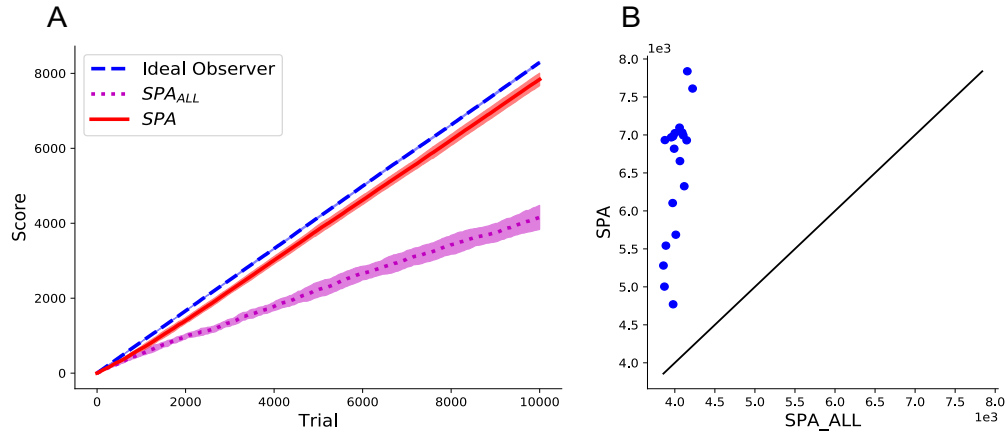 A
Ideal Observer
SPA_ALL
SPA
Score
8000
6000
4000
2000
0
0 2000 4000 6000 8000 10000
Trial
B
1e3
8.0
7.5
7.0
6.5
6.0
5.5
5.0
4.5
4.0
SPA
4.0 4.5 5.0 5.5 6.0 6.5 7.0 7.5 8.0
1e3
SPA_ALL